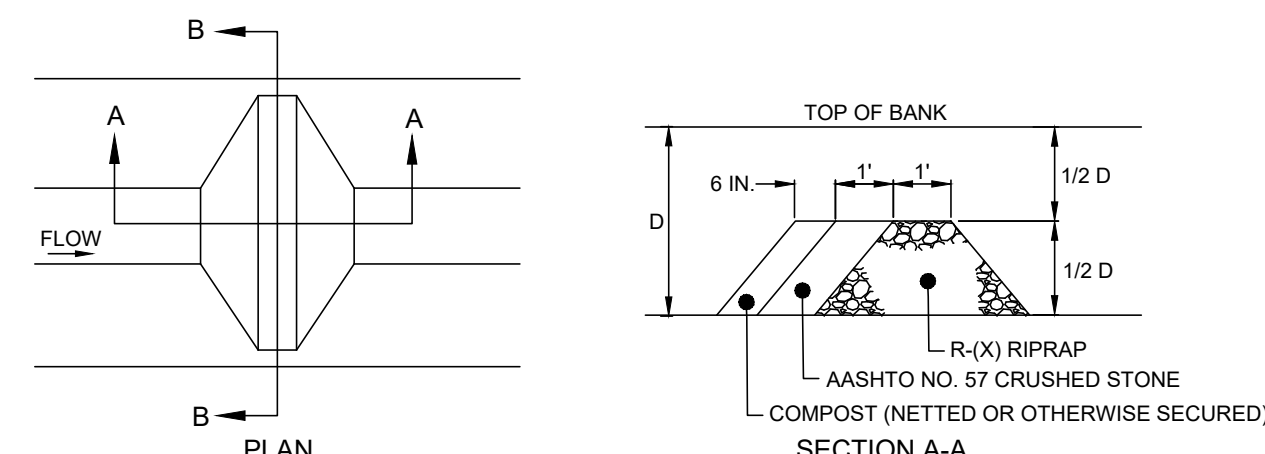 B
A
A
FLOW
B
PLAN
TOP OF BANK
6 IN.
1'
1'
1/2 D
D
1/2 D
R-(X) RIPRAP
AASHTO NO. 57 CRUSHED STONE
COMPOST (NETTED OR OTHERWISE SECURED)
SECTION A-A